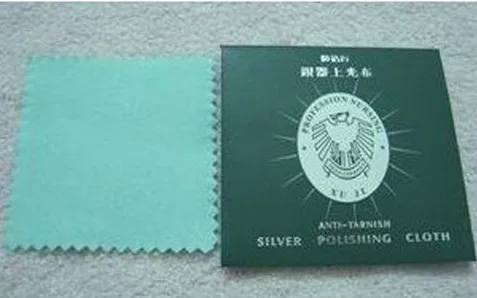 銀器上光布
PROFESSION NURSING
XU JI
ANTI-TARNISH
SILVER POLISHING CLOTH